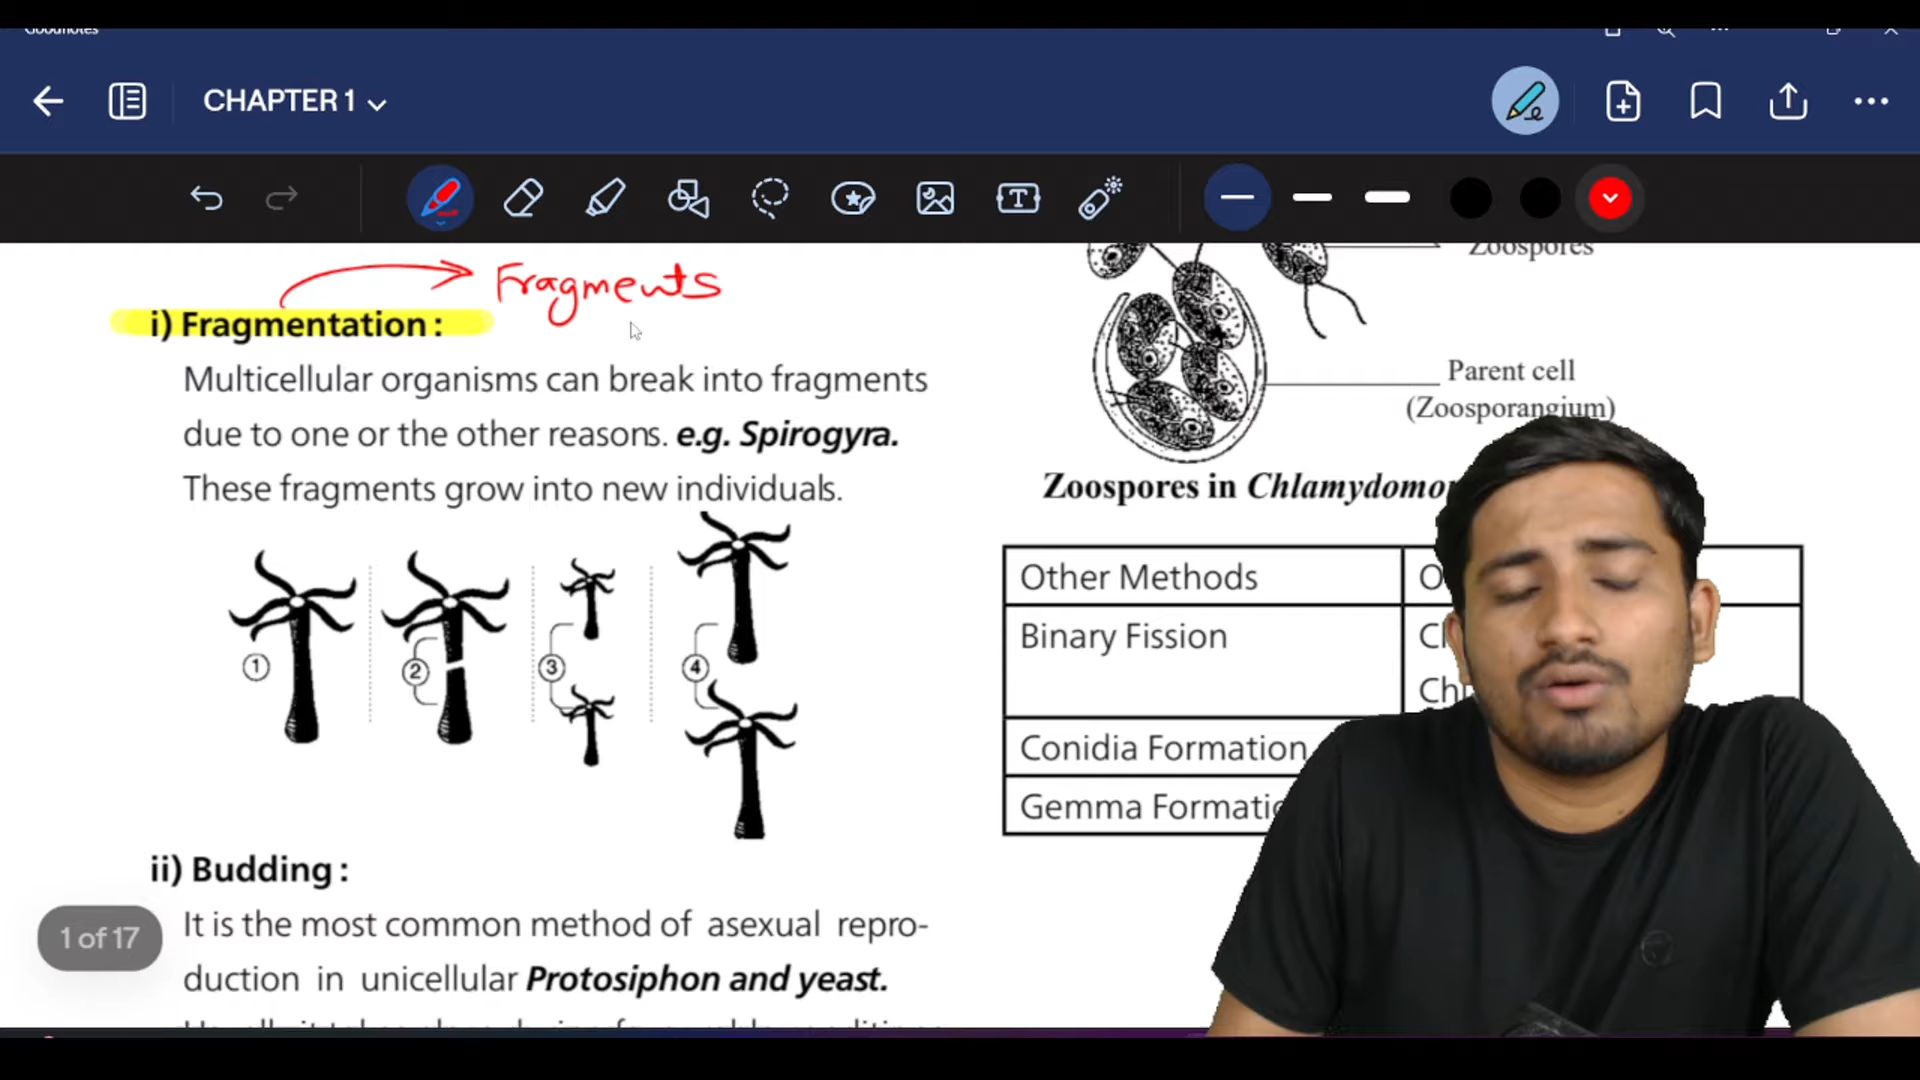 Goodnotes
CHAPTER 1
Fragments
i) Fragmentation :
Multicellular organisms can break into fragments
due to one or the other reasons. e.g. Spirogyra.
These fragments grow into new individuals.
1
2
3
4
ii) Budding :
It is the most common method of asexual repro-
duction in unicellular Protosiphon and yeast.
1 of 17
Zoospores
Parent cell
(Zoosporangium)
Zoospores in Chlamydomo
Other Methods
O
Binary Fission
Chl
Conidia Formation
Gemma Formatio